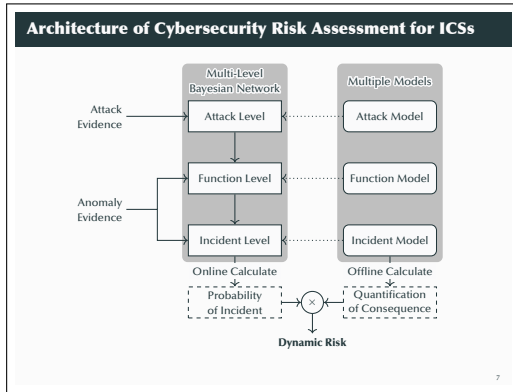 Architecture of Cybersecurity Risk Assessment for ICSs
Multi-Level
Bayesian Network
Multiple Models
Attack
Evidence
Attack Level
Attack Model
Function Level
Function Model
Anomaly
Evidence
Incident Level
Incident Model
Online Calculate
Offline Calculate
Probability
of Incident
×
Quantification
of Consequence
Dynamic Risk
7